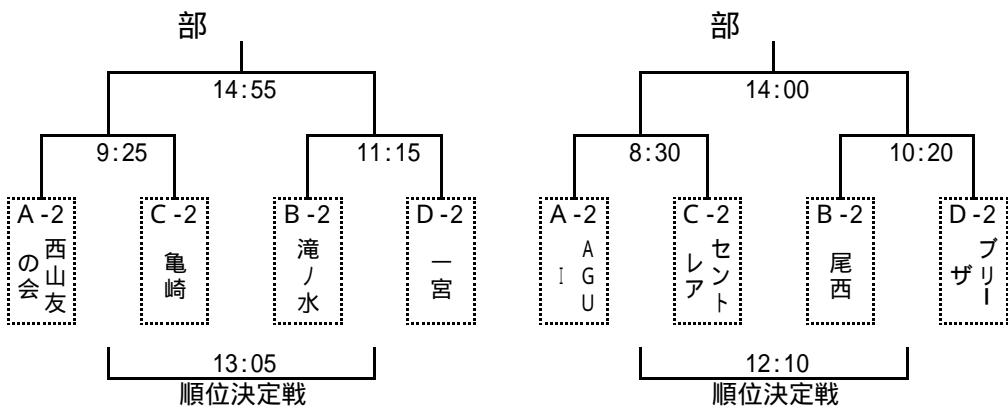 部
14:55
9:25
11:15
A-2
西山友
の会
C-2
亀崎
B-2
滝ノ水
D-2
一宮
13:05
順位決定戦
部
14:00
8:30
10:20
A-2
AGU
I
C-2
セント
レア
B-2
尾西
D-2
ブリー
ザ
12:10
順位決定戦